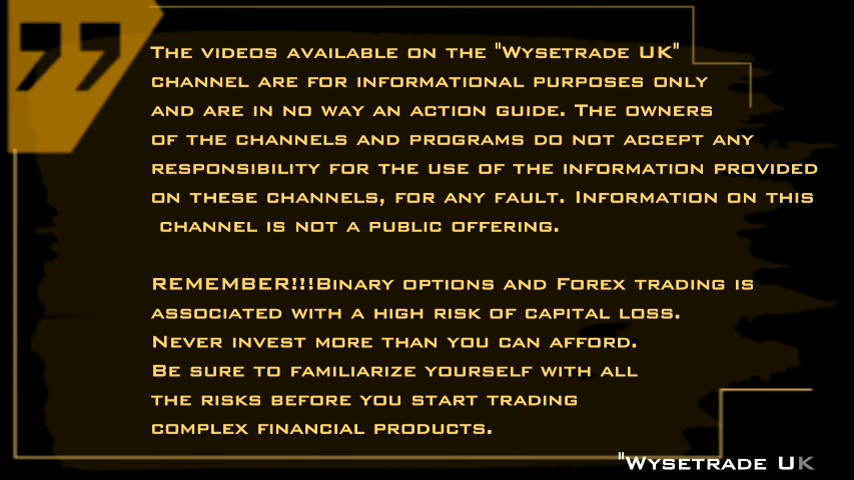 The videos available on the "Wysetrade UK"
channel are for informational purposes only
and are in no way an action guide. The owners
of the channels and programs do not accept any
responsibility for the use of the information provided
on these channels, for any fault. Information on this
channel is not a public offering.
REMEMBER!!!Binary options and Forex trading is
associated with a high risk of capital loss.
Never invest more than you can afford.
Be sure to familiarize yourself with all
the risks before you start trading
complex financial products.
"Wysetrade UK